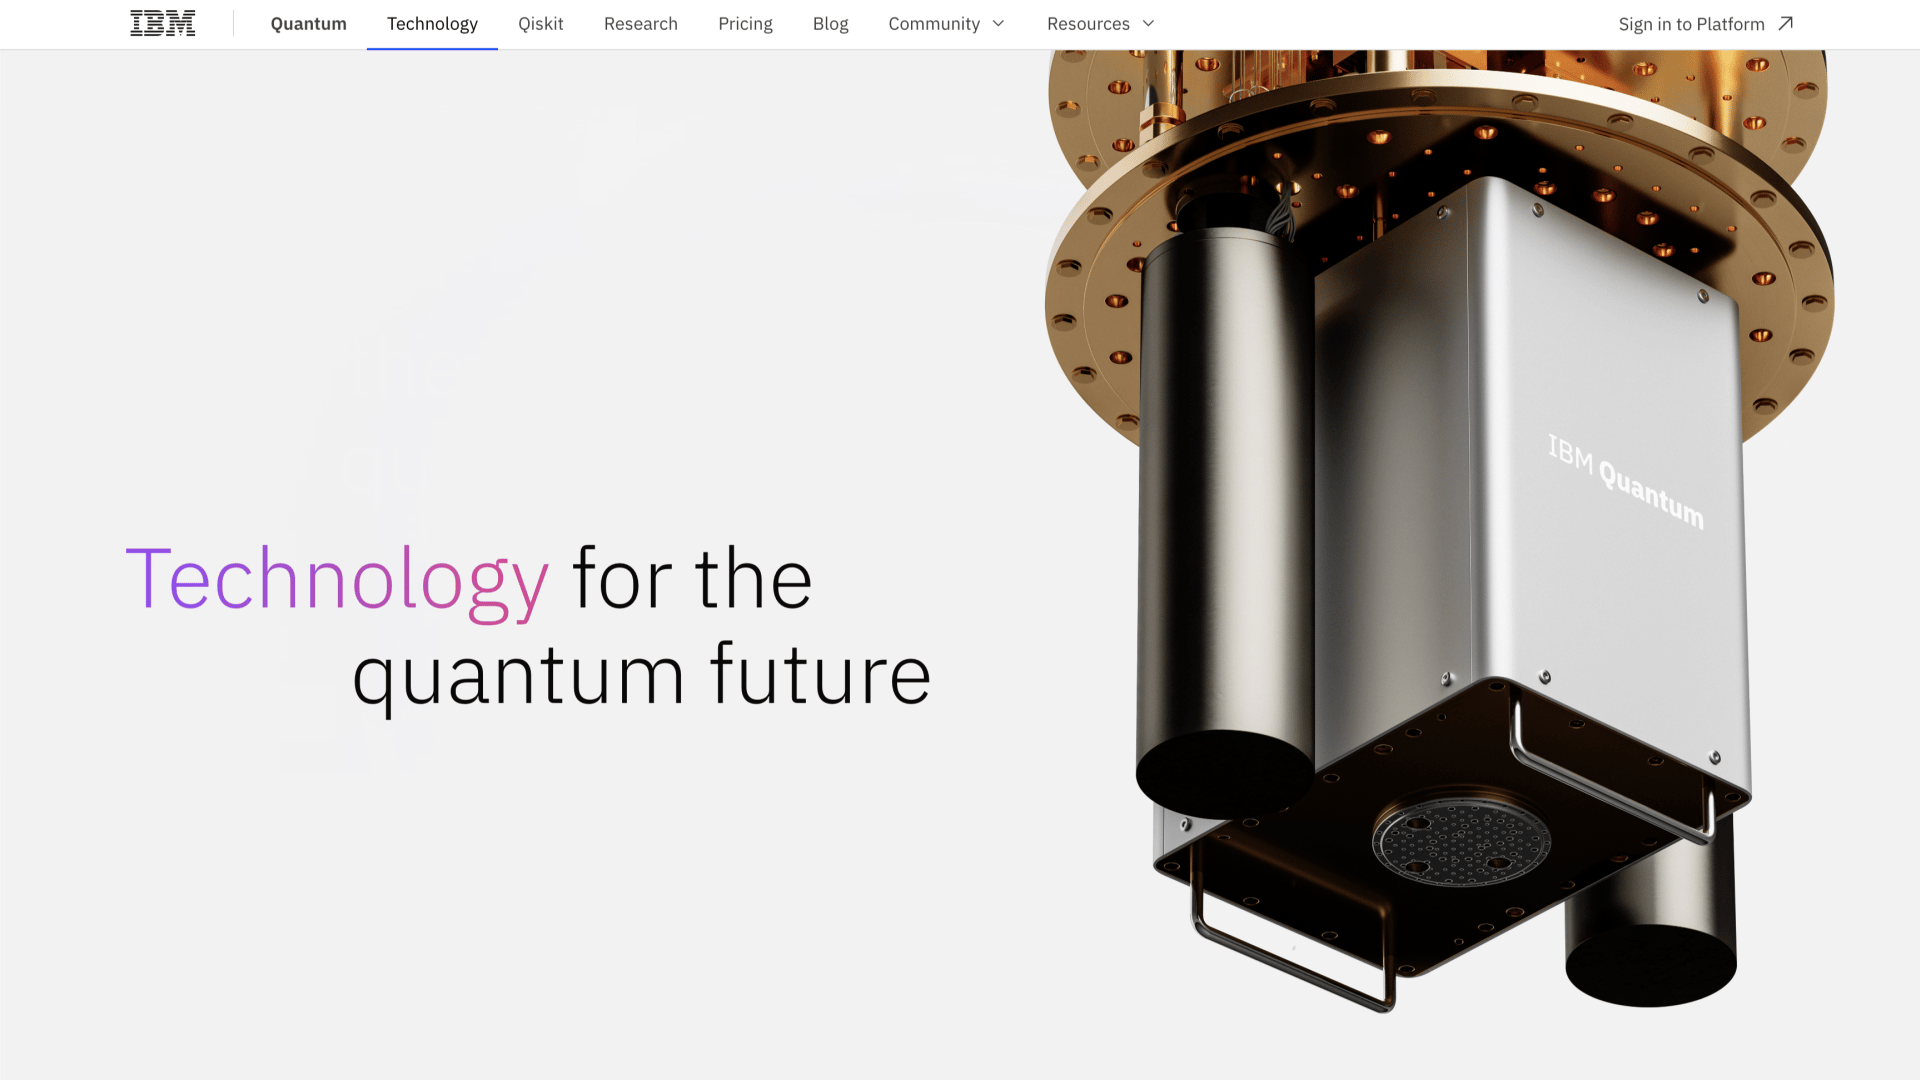 IBM
Quantum
Technology
Qiskit
Research
Pricing
Blog
Community
Resources
Sign in to Platform
IBM Quantum
Technology for the
quantum future